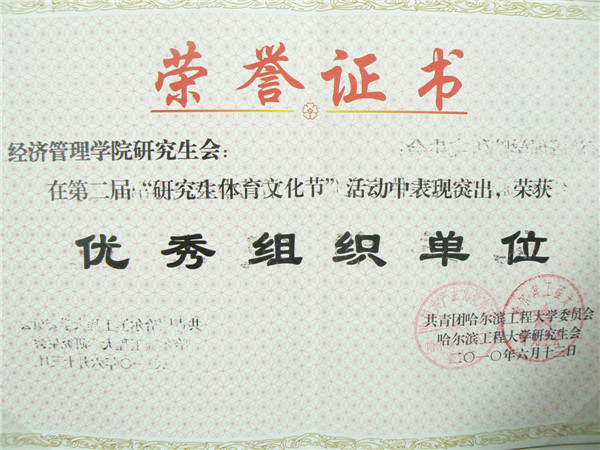 荣誉证书
经济管理学院研究生会：
在第二届“研究生体育文化节”活动中表现突出，荣获
优秀组织单位
共青团哈尔滨工程大学委员会
哈尔滨工程大学研究生会
二〇一〇年六月十三日